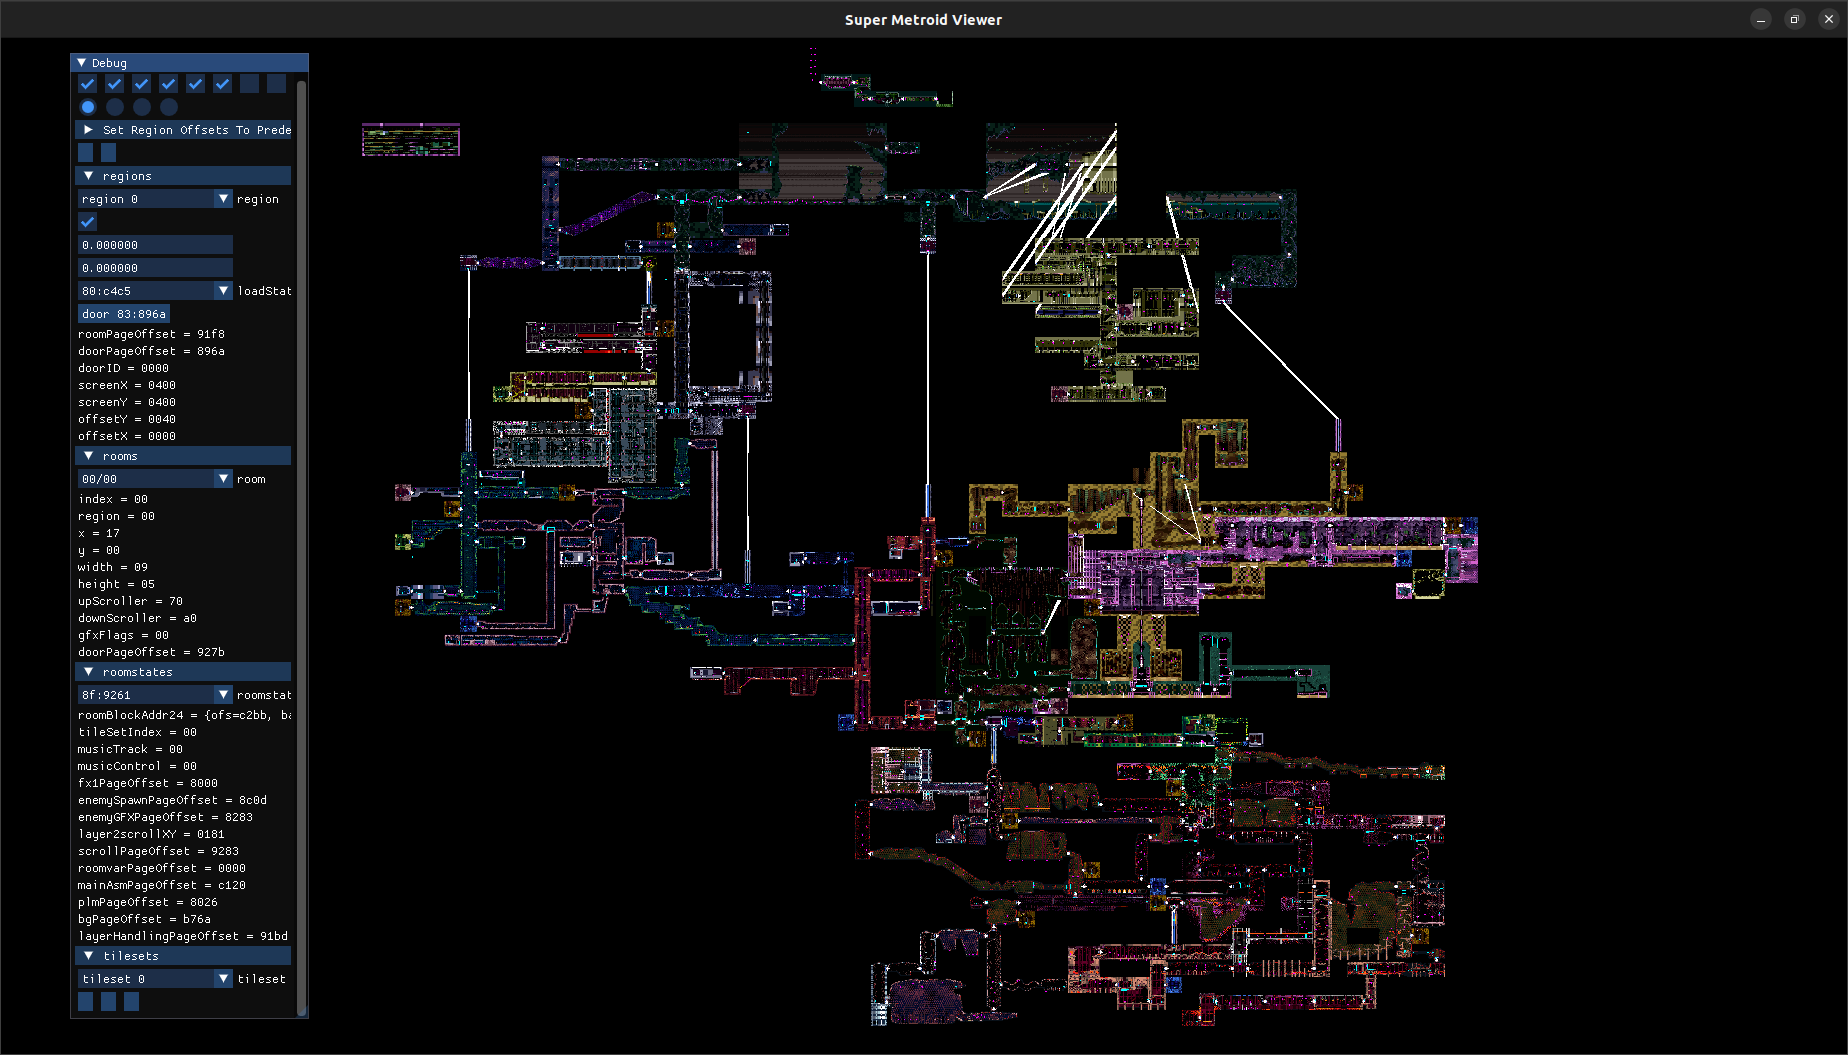 Super Metroid Viewer
Debug
Set Region Offsets To Prede
regions
region 0 region
0.000000
0.000000
80:c4c5 loadStat
door 83:896a
roomPageOffset = 91f8
doorPageOffset = 896a
doorID = 0000
screenX = 0400
screenY = 0400
offsetY = 0040
offsetX = 0000
rooms
00/00 room
index = 00
region = 00
x = 17
y = 00
width = 09
height = 05
upScroller = 70
downScroller = a0
gfxFlags = 00
doorPageOffset = 927b
roomstates
8f:9261 roomstat
roomBlockAddr24 = {ofs=c2bb, ba
tileSetIndex = 00
musicTrack = 00
musicControl = 00
fx1PageOffset = 8000
enemySpawnPageOffset = 8c0d
enemyGFXPageOffset = 8283
layer2scrollXY = 0181
scrollPageOffset = 9283
roomvarPageOffset = 0000
mainAsmPageOffset = c120
plmPageOffset = 8026
bgPageOffset = b76a
layerHandlingPageOffset = 91bd
tilesets
tileset 0 tileset